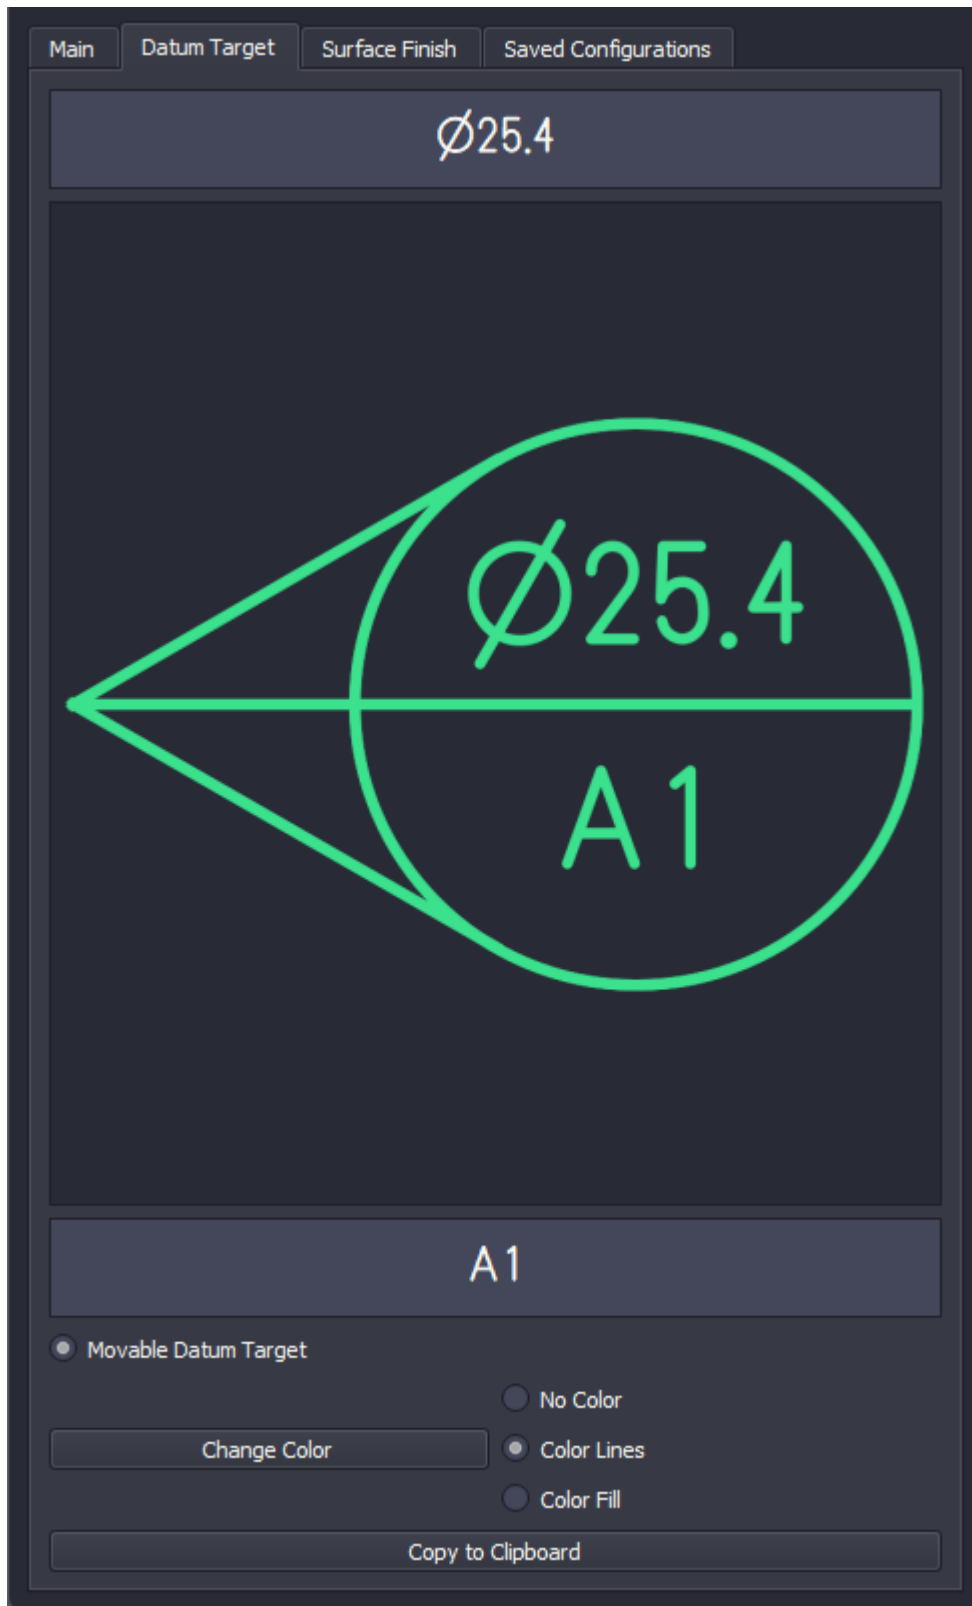 Main Datum Target Surface Finish Saved Configurations
Ø25.4
Ø25.4
A1
A1
Movable Datum Target
No Color
Change Color
Color Lines
Color Fill
Copy to Clipboard